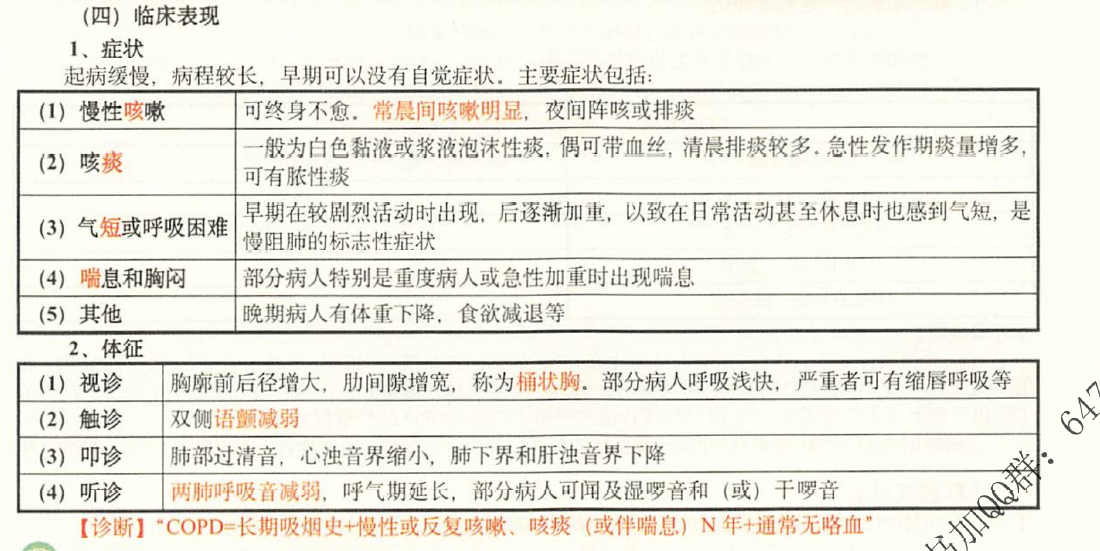 （四）临床表现
1、症状
起病缓慢，病程较长，早期可以没有自觉症状。主要症状包括：
（1）慢性咳嗽 可终身不愈。常晨间咳嗽明显，夜间阵咳或排痰
（2）咳痰 一般为白色黏液或浆液泡沫性痰，偶可带血丝，清晨排痰较多。急性发作期痰量增多，
可有脓性痰
（3）气短或呼吸困难 早期在较剧烈活动时出现，后逐渐加重，以致在日常活动甚至休息时也感到气短，是
慢阻肺的标志性症状
（4）喘息和胸闷 部分病人特别是重度病人或急性加重时出现喘息
（5）其他 晚期病人有体重下降，食欲减退等
2、体征
（1）视诊 胸廓前后径增大，肋间隙增宽，称为桶状胸。部分病人呼吸浅快，严重者可有缩唇呼吸等
（2）触诊 双侧语颤减弱
（3）叩诊 肺部过清音，心浊音界缩小，肺下界和肝浊音界下降
（4）听诊 两肺呼吸音减弱，呼气期延长，部分病人可闻及湿啰音和（或）干啰音
【诊断】“COPD=长期吸烟史+慢性或反复咳嗽、咳痰（或伴喘息）N 年+通常无咯血”
加QQ群：647